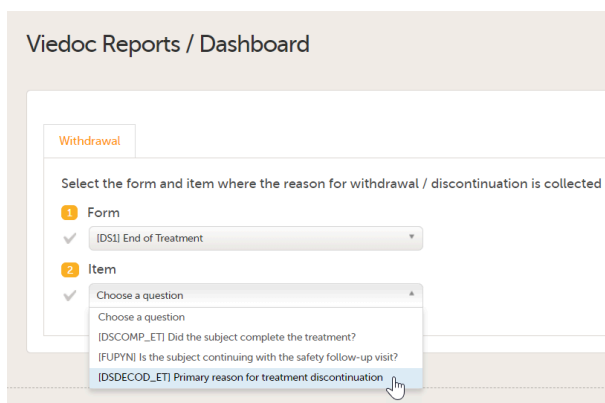 Viedoc Reports / Dashboard
Withdrawal
Select the form and item where the reason for withdrawal / discontinuation is collected
1 Form
[DS1] End of Treatment
2 Item
Choose a question
Choose a question
[DSCOMP_ET] Did the subject complete the treatment?
[FUPYN] Is the subject continuing with the safety follow-up visit?
[DSDECOD_ET] Primary reason for treatment discontinuation